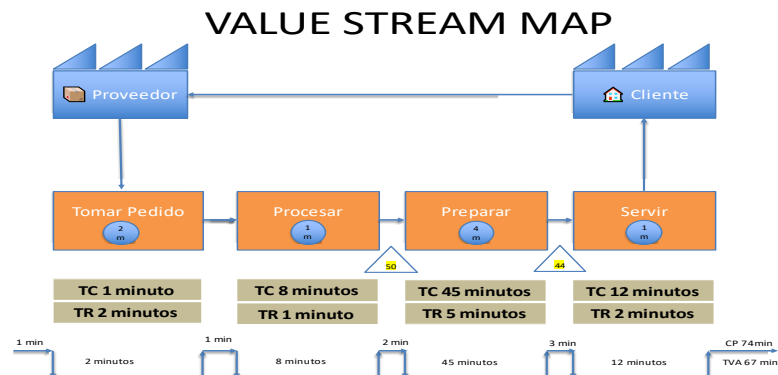 VALUE STREAM MAP
Proveedor
Cliente
Tomar Pedido
Procesar
Preparar
Servir
2
m
1
m
4
m
1
m
50
44
TC 1 minuto
TC 8 minutos
TC 45 minutos
TC 12 minutos
TR 2 minutos
TR 1 minuto
TR 5 minutos
TR 2 minutos
1 min
1 min
2 min
3 min
CP 74min
2 minutos
8 minutos
45 minutos
12 minutos
TVA 67 min